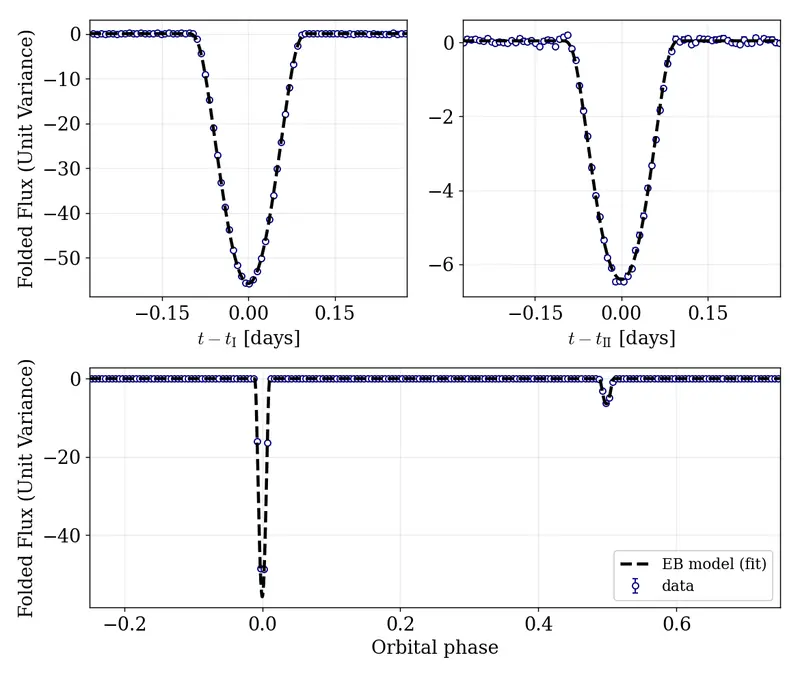 Folded Flux (Unit Variance)
0
−10
−20
−30
−40
−50
−0.15 0.00 0.15
t − tI [days]
0
−2
−4
−6
−0.15 0.00 0.15
t − tII [days]
Folded Flux (Unit Variance)
0
−20
−40
−0.2 0.0 0.2 0.4 0.6
Orbital phase
EB model (fit)
data